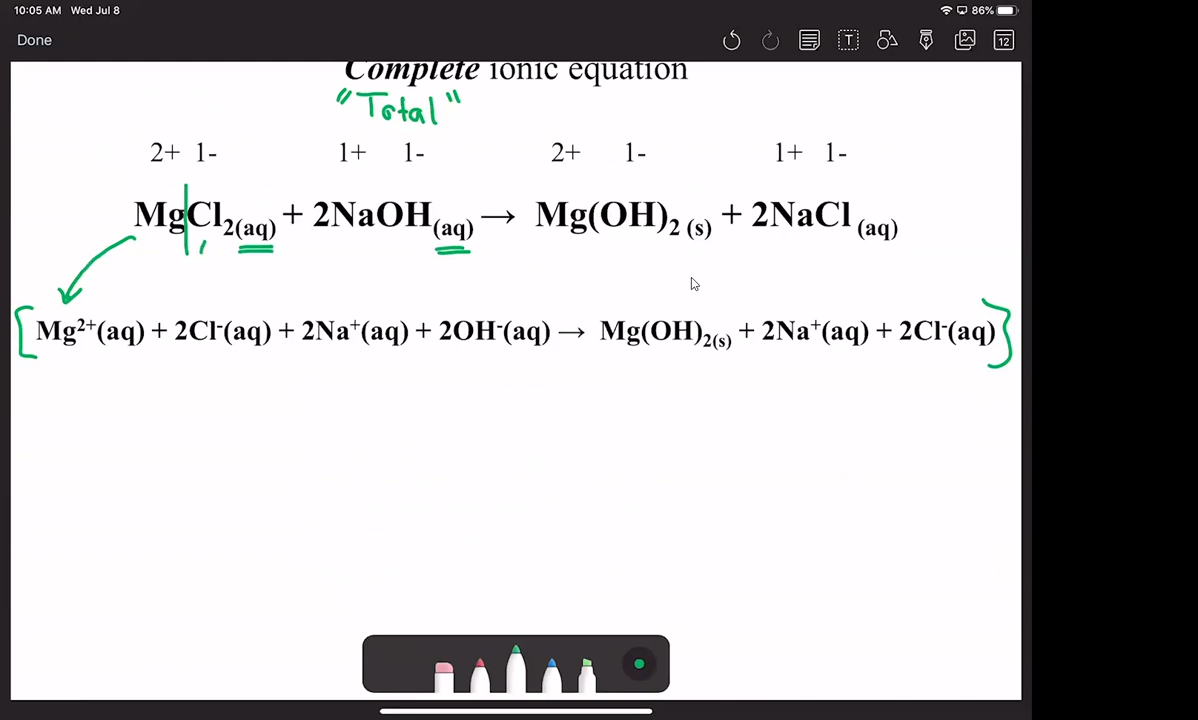 10:05 AM Wed Jul 8
86%
Done
T
12
Complete ionic equation
"Total"
2+ 1- 1+ 1- 2+ 1- 1+ 1-
MgCl₂(aq) + 2NaOH(aq) → Mg(OH)₂ (s) + 2NaCl (aq)
[Mg²⁺(aq) + 2Cl⁻(aq) + 2Na⁺(aq) + 2OH⁻(aq) → Mg(OH)₂(s) + 2Na⁺(aq) + 2Cl⁻(aq)}